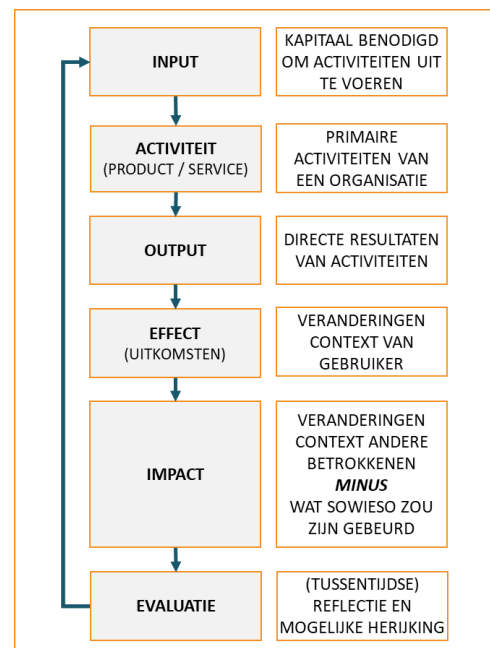 INPUT
KAPITAAL BENODIGD
OM ACTIVITEITEN UIT
TE VOEREN
ACTIVITEIT
(PRODUCT / SERVICE)
PRIMAIRE
ACTIVITEITEN VAN
EEN ORGANISATIE
OUTPUT
DIRECTE RESULTATEN
VAN ACTIVITEITEN
EFFECT
(UITKOMSTEN)
VERANDERINGEN
CONTEXT VAN
GEBRUIKER
IMPACT
VERANDERINGEN
CONTEXT ANDERE
BETROKKENEN
MINUS
WAT SOWIESO ZOU
ZIJN GEBEURD
EVALUATIE
(TUSSENTIJDSE)
REFLECTIE EN
MOGELIJKE HERIJKING